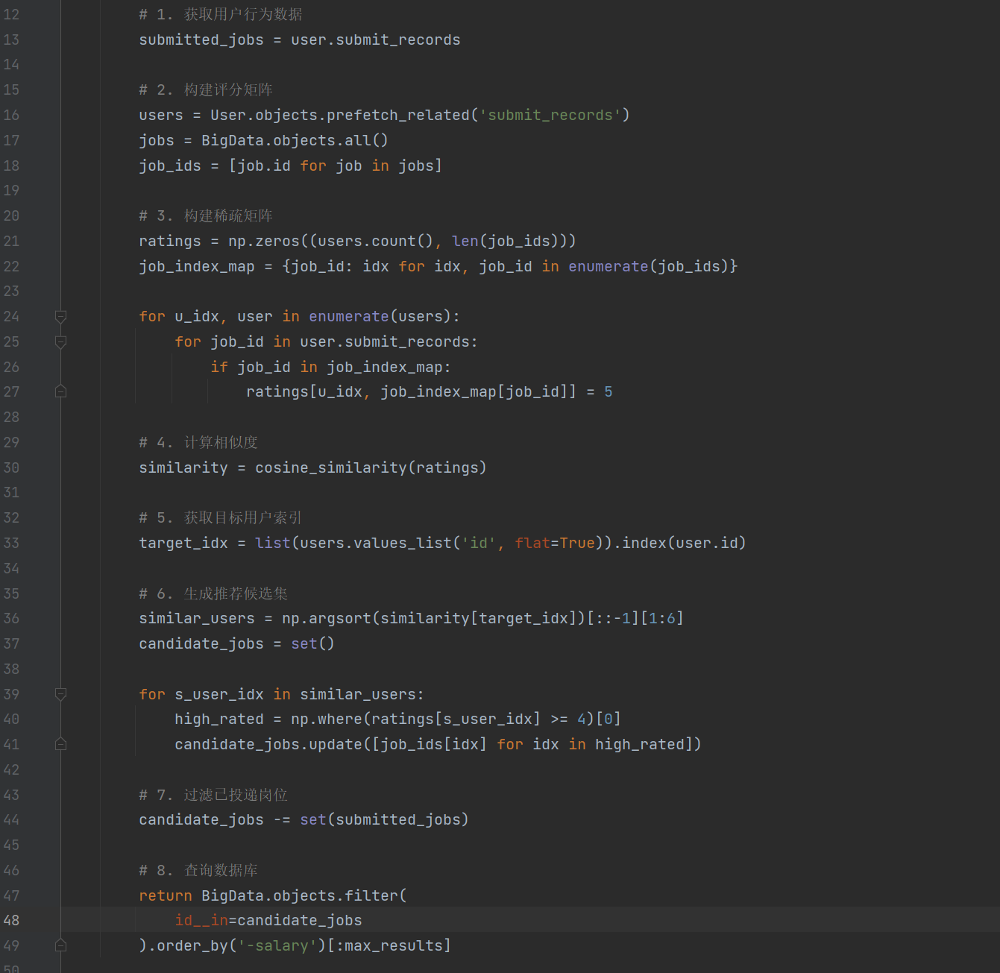 12 # 1. 获取用户行为数据
13 submitted_jobs = user.submit_records
14
15 # 2. 构建评分矩阵
16 users = User.objects.prefetch_related('submit_records')
17 jobs = BigData.objects.all()
18 job_ids = [job.id for job in jobs]
19
20 # 3. 构建稀疏矩阵
21 ratings = np.zeros((users.count(), len(job_ids)))
22 job_index_map = {job_id: idx for idx, job_id in enumerate(job_ids)}
23
24 for u_idx, user in enumerate(users):
25 for job_id in user.submit_records:
26 if job_id in job_index_map:
27 ratings[u_idx, job_index_map[job_id]] = 5
28
29 # 4. 计算相似度
30 similarity = cosine_similarity(ratings)
31
32 # 5. 获取目标用户索引
33 target_idx = list(users.values_list('id', flat=True)).index(user.id)
34
35 # 6. 生成推荐候选集
36 similar_users = np.argsort(similarity[target_idx])[::-1][1:6]
37 candidate_jobs = set()
38
39 for s_user_idx in similar_users:
40 high_rated = np.where(ratings[s_user_idx] >= 4)[0]
41 candidate_jobs.update([job_ids[idx] for idx in high_rated])
42
43 # 7. 过滤已投递岗位
44 candidate_jobs -= set(submitted_jobs)
45
46 # 8. 查询数据库
47 return BigData.objects.filter(
48 id__in=candidate_jobs
49 ).order_by('-salary')[:max_results]
50